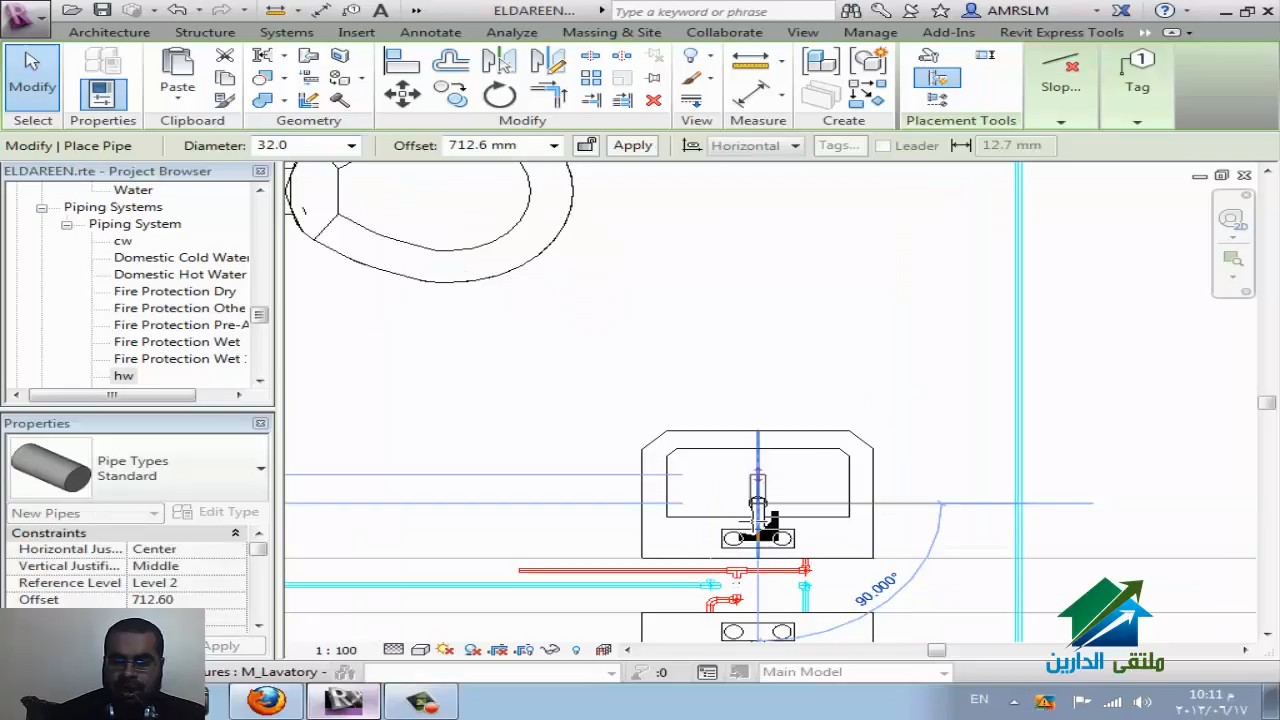 ELDAREEN...
Type a keyword or phrase
AMRSLM
Architecture Structure Systems Insert Annotate Analyze Massing & Site Collaborate View Manage Add-Ins Revit Express Tools
Modify Paste Slop... Tag
Select Properties Clipboard Geometry Modify View Measure Create Placement Tools
Modify | Place Pipe Diameter: 32.0 Offset: 712.6 mm Apply Horizontal Tags... Leader 12.7 mm
ELDAREEN.rte - Project Browser
Water
Piping Systems
Piping System
cw
Domestic Cold Water
Domestic Hot Water
Fire Protection Dry
Fire Protection Othe
Fire Protection Pre-A
Fire Protection Wet
Fire Protection Wet
hw
Properties
Pipe Types
Standard
New Pipes Edit Type
Constraints
Horizontal Jus... Center
Vertical Justifi... Middle
Reference Level Level 2
Offset 712.60
Apply
90.000°
1 : 100
ures : M_Lavatory - :0 Main Model
ملتقى الدارين
EN
10:11 م
٢٠١٣/٠٦/١٧